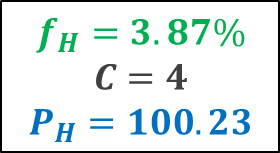 f_H = 3.87%
C = 4
P_H = 100.23